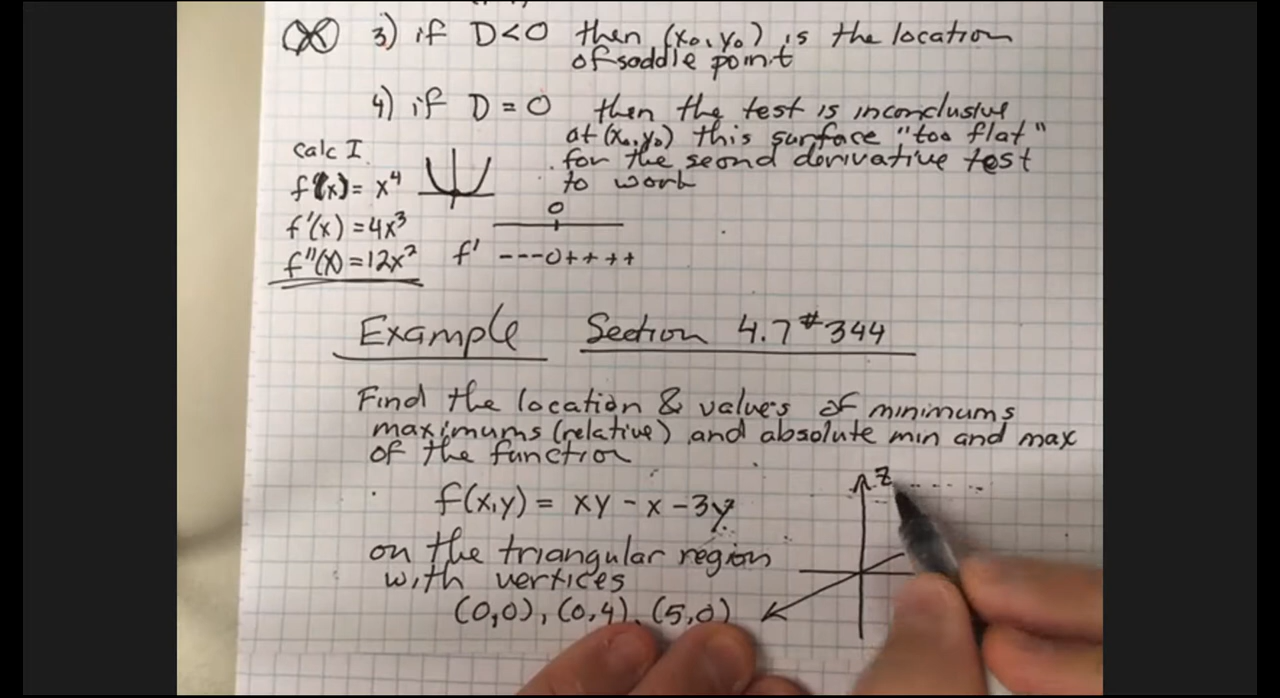 3) if D<0 then (x₀, y₀) is the location
of saddle point
4) if D = 0 then the test is inconclusive
at (x₀, y₀) this surface "too flat"
for the seond derivative test
to work
Calc I
f(x) = x⁴
f'(x) = 4x³
f''(x) = 12x²
0
f' ---0++++
Example Section 4.7 #344
Find the location & values of minimums
maximums (relative) and absolute min and max
of the function
f(x,y) = xy - x - 3y
on the triangular region
with vertices
(0,0), (0,4), (5,0)
z